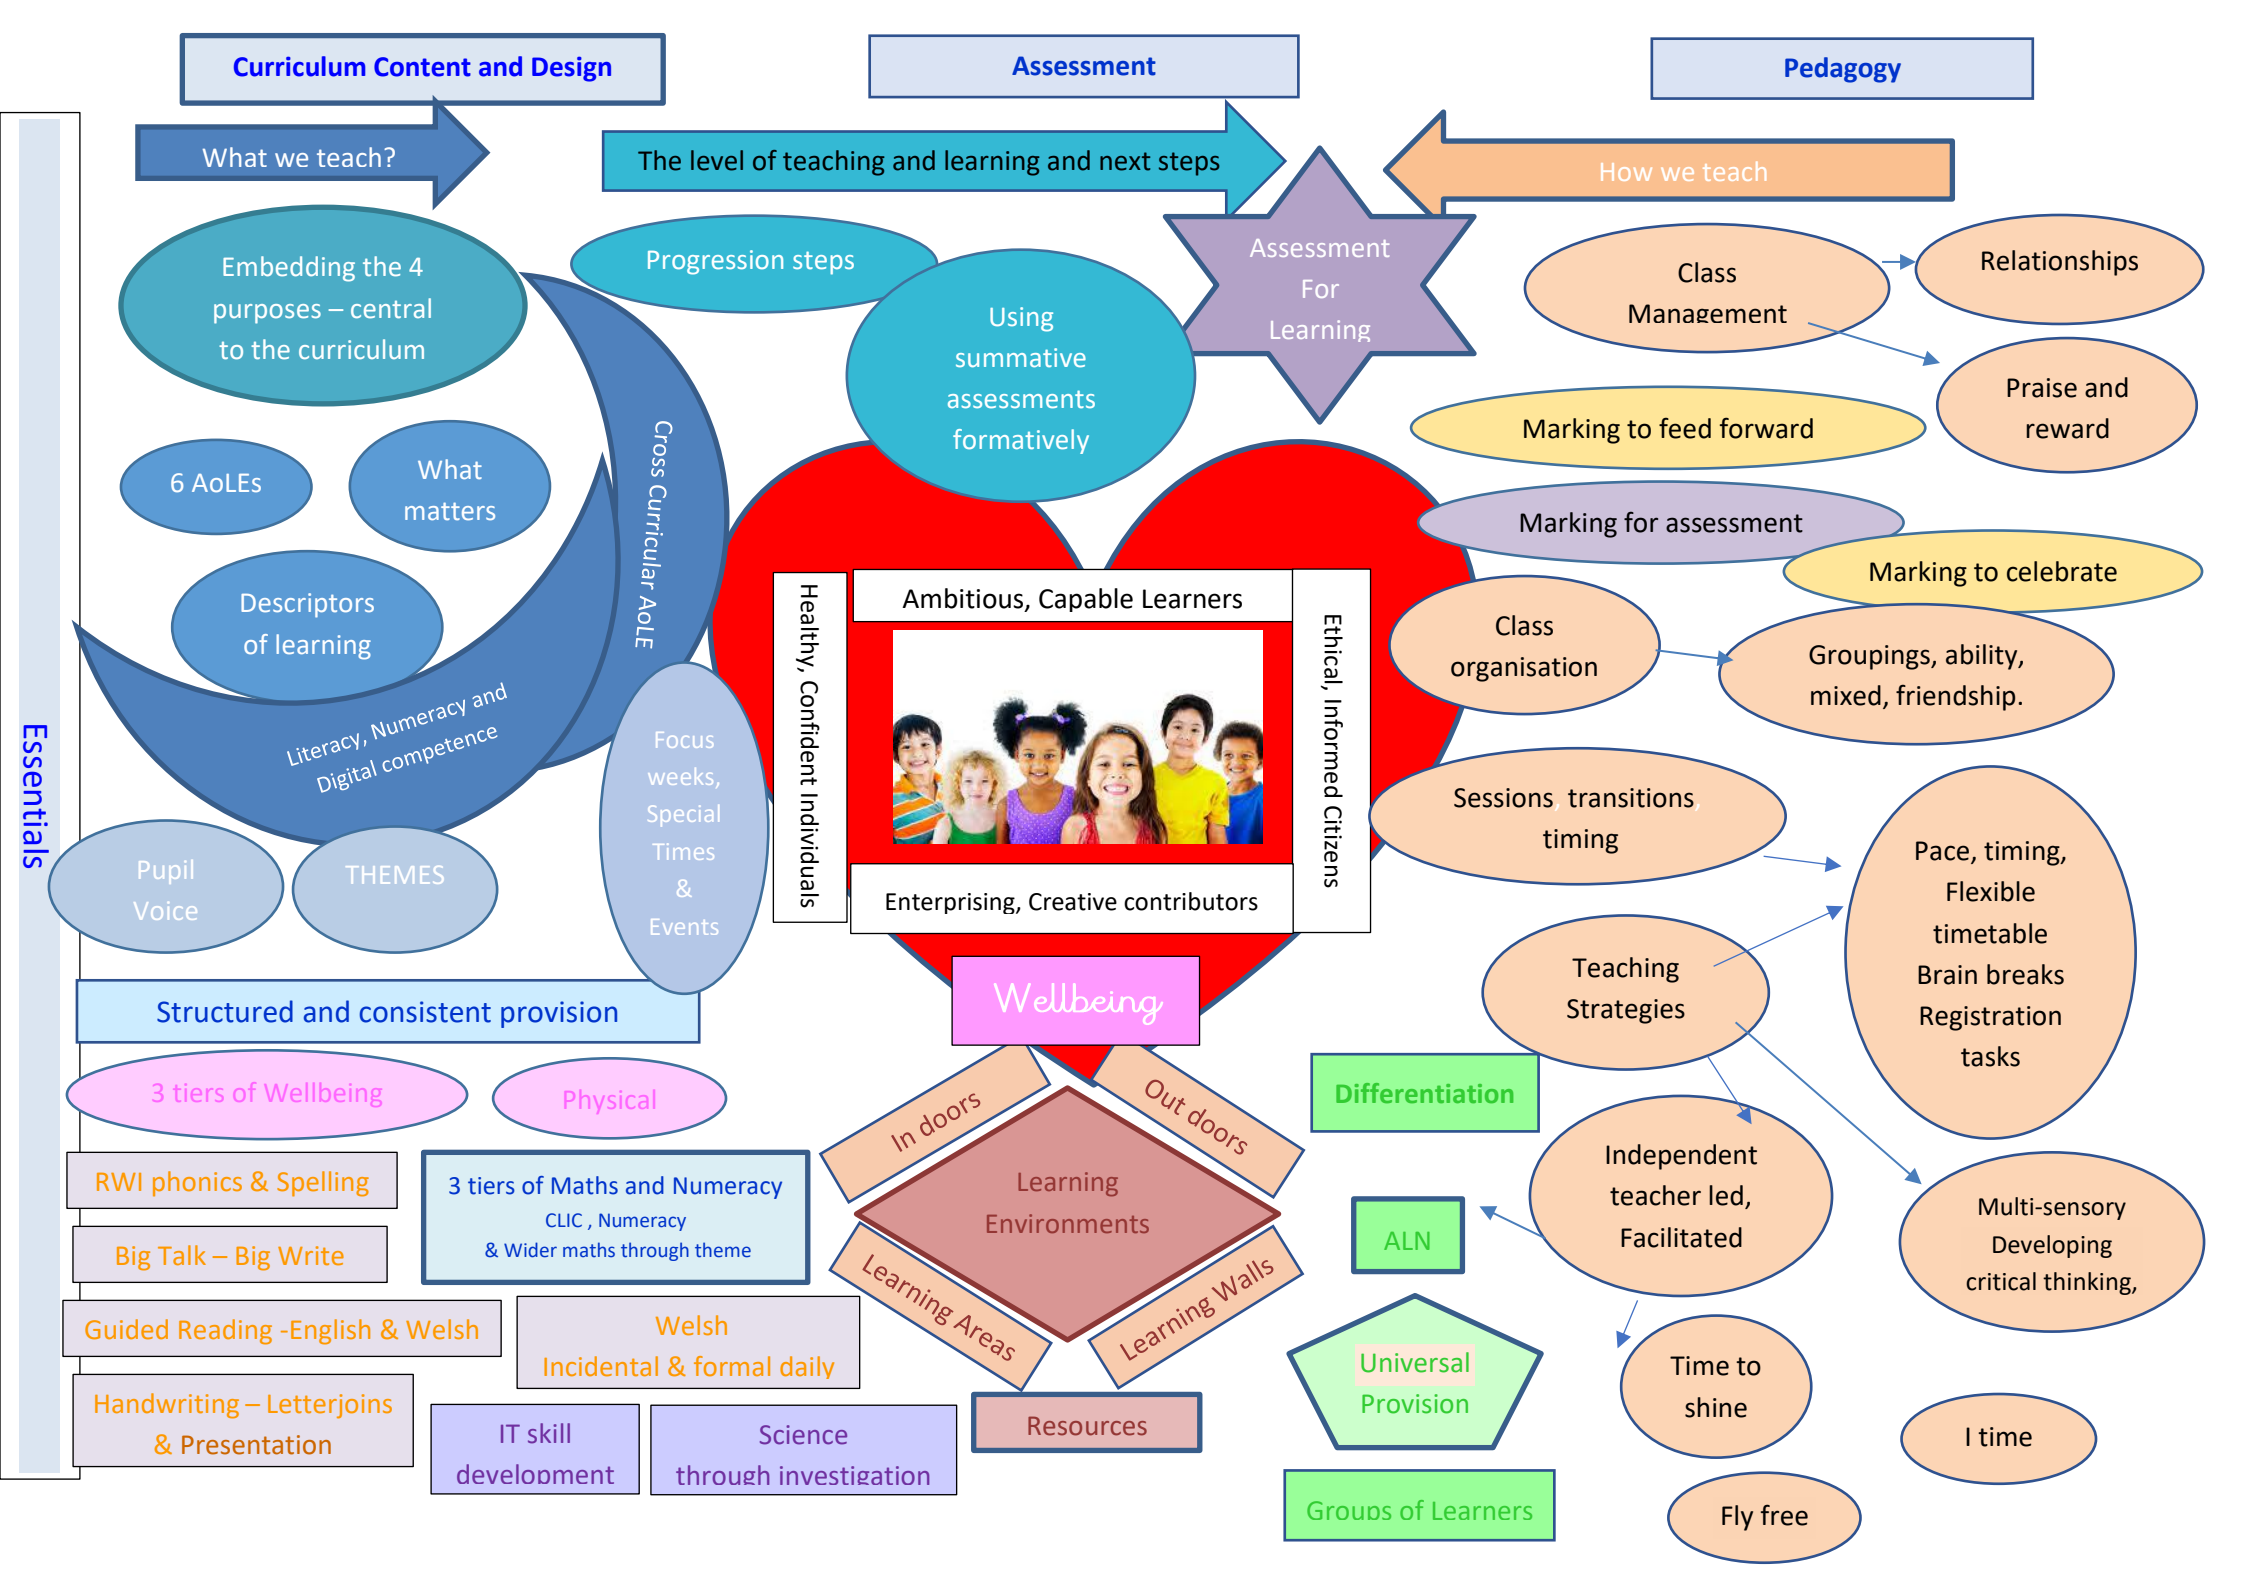 Curriculum Content and Design
Assessment
Pedagogy
What we teach?
The level of teaching and learning and next steps
How we teach
Essentials
Embedding the 4
purposes – central
to the curriculum
6 AoLEs
What
matters
Descriptors
of learning
Cross Curricular AoLE
Literacy, Numeracy and
Digital competence
Pupil
Voice
THEMES
Focus
weeks,
Special
Times
&
Events
Progression steps
Using
summative
assessments
formatively
Assessment
For
Learning
Ambitious, Capable Learners
Healthy, Confident Individuals
Ethical, Informed Citizens
Enterprising, Creative contributors
Wellbeing
Class
Management
Relationships
Praise and
reward
Marking to feed forward
Marking for assessment
Marking to celebrate
Class
organisation
Groupings, ability,
mixed, friendship.
Sessions, transitions,
timing
Pace, timing,
Flexible
timetable
Brain breaks
Registration
tasks
Teaching
Strategies
Independent
teacher led,
Facilitated
Multi-sensory
Developing
critical thinking,
Time to
shine
I time
Fly free
Structured and consistent provision
3 tiers of Wellbeing
Physical
RWI phonics & Spelling
Big Talk – Big Write
Guided Reading -English & Welsh
Handwriting – Letterjoins
& Presentation
3 tiers of Maths and Numeracy
CLIC , Numeracy
& Wider maths through theme
Welsh
Incidental & formal daily
IT skill
development
Science
through investigation
In doors
Out doors
Learning
Environments
Learning Areas
Learning Walls
Resources
Differentiation
ALN
Universal
Provision
Groups of Learners